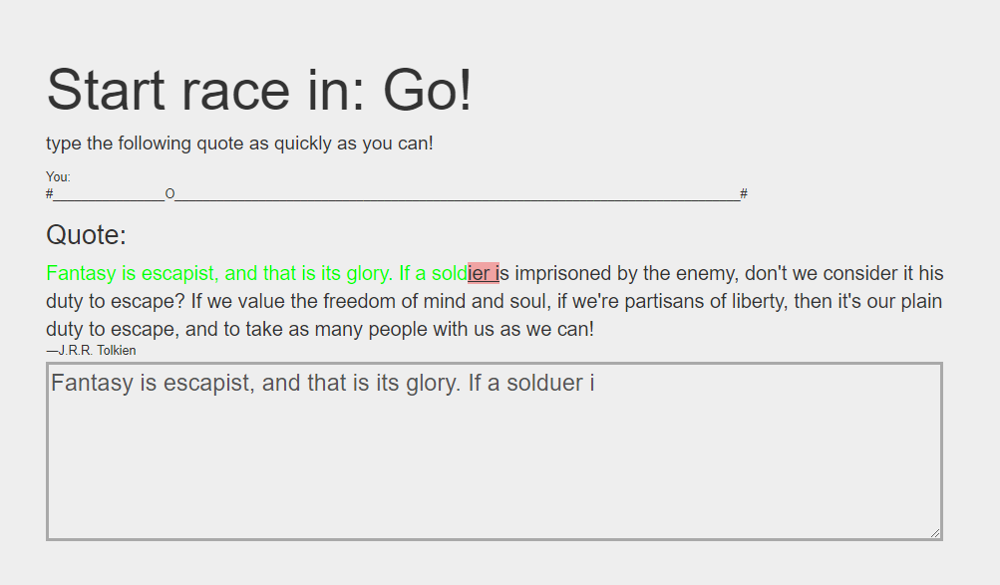 Start race in: Go!
type the following quote as quickly as you can!
You:
#________________O_________________________________________________________________________________#
Quote:
Fantasy is escapist, and that is its glory. If a soldier is imprisoned by the enemy, don't we consider it his
duty to escape? If we value the freedom of mind and soul, if we're partisans of liberty, then it's our plain
duty to escape, and to take as many people with us as we can!
—J.R.R. Tolkien
Fantasy is escapist, and that is its glory. If a solduer i